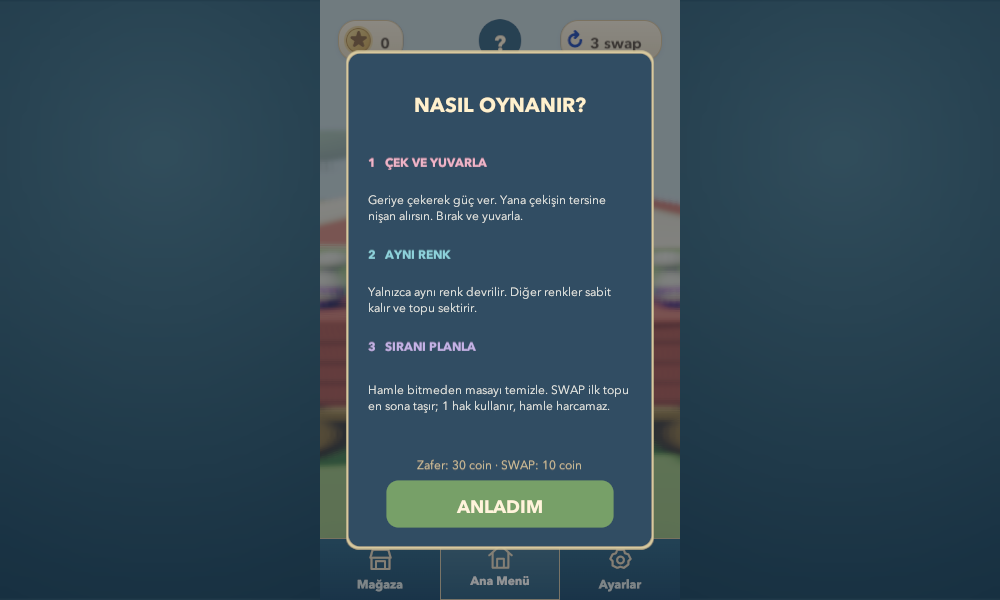 0
?
3 swap
NASIL OYNANIR?
1 ÇEK VE YUVARLA
Geriye çekerek güç ver. Yana çekişin tersine
nişan alırsın. Bırak ve yuvarla.
2 AYNI RENK
Yalnızca aynı renk devrilir. Diğer renkler sabit
kalır ve topu sektirir.
3 SIRANI PLANLA
Hamle bitmeden masayı temizle. SWAP ilk topu
en sona taşır; 1 hak kullanır, hamle harcamaz.
Zafer: 30 coin · SWAP: 10 coin
ANLADIM
Mağaza
Ana Menü
Ayarlar